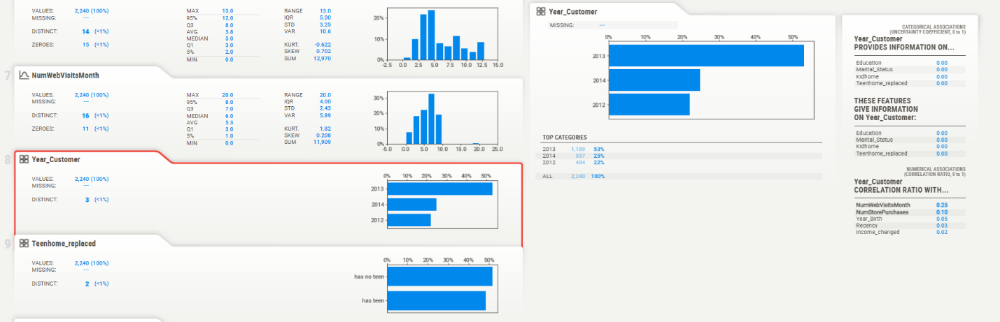 VALUES: 2,240 (100%)
MISSING: ---
DISTINCT: 14 (<1%)
ZEROES: 15 (<1%)
MAX 13.0
95% 12.0
Q3 8.0
AVG 5.8
MEDIAN 5.0
Q1 3.0
5% 2.0
MIN 0.0
RANGE 13.0
IQR 5.00
STD 3.25
VAR 10.6
KURT. -0.622
SKEW 0.702
SUM 12,970
20%
10%
0%
-2.5 0.0 2.5 5.0 7.5 10.0 12.5 15.0
7 NumWebVisitsMonth
VALUES: 2,240 (100%)
MISSING: ---
DISTINCT: 16 (<1%)
ZEROES: 11 (<1%)
MAX 20.0
95% 8.0
Q3 7.0
MEDIAN 6.0
AVG 5.3
Q1 3.0
5% 1.0
MIN 0.0
RANGE 20.0
IQR 4.00
STD 2.43
VAR 5.89
KURT. 1.82
SKEW 0.208
SUM 11,909
30%
20%
10%
0%
-5.0 0.0 5.0 10.0 15.0 20.0 25.0
8 Year_Customer
VALUES: 2,240 (100%)
MISSING: ---
DISTINCT: 3 (<1%)
0% 10% 20% 30% 40% 50%
2013
2014
2012
9 Teenhome_replaced
VALUES: 2,240 (100%)
MISSING: ---
DISTINCT: 2 (<1%)
0% 10% 20% 30% 40% 50%
has no teen
has teen
Year_Customer
MISSING: ---
0% 10% 20% 30% 40% 50%
2013
2014
2012
TOP CATEGORIES
2013 1,189 53%
2014 557 25%
2012 494 22%
ALL 2,240 100%
CATEGORICAL ASSOCIATIONS
(UNCERTAINTY COEFFICIENT, 0 to 1)
Year_Customer
PROVIDES INFORMATION ON...
Education 0.00
Marital_Status 0.00
Kidhome 0.00
Teenhome_replaced 0.00
THESE FEATURES
GIVE INFORMATION
ON Year_Customer:
Education 0.00
Marital_Status 0.00
Kidhome 0.00
Teenhome_replaced 0.00
NUMERICAL ASSOCIATIONS
(CORRELATION RATIO, 0 to 1)
Year_Customer
CORRELATION RATIO WITH...
NumWebVisitsMonth 0.25
NumStorePurchases 0.10
Year_Birth 0.05
Recency 0.03
Income_changed 0.02